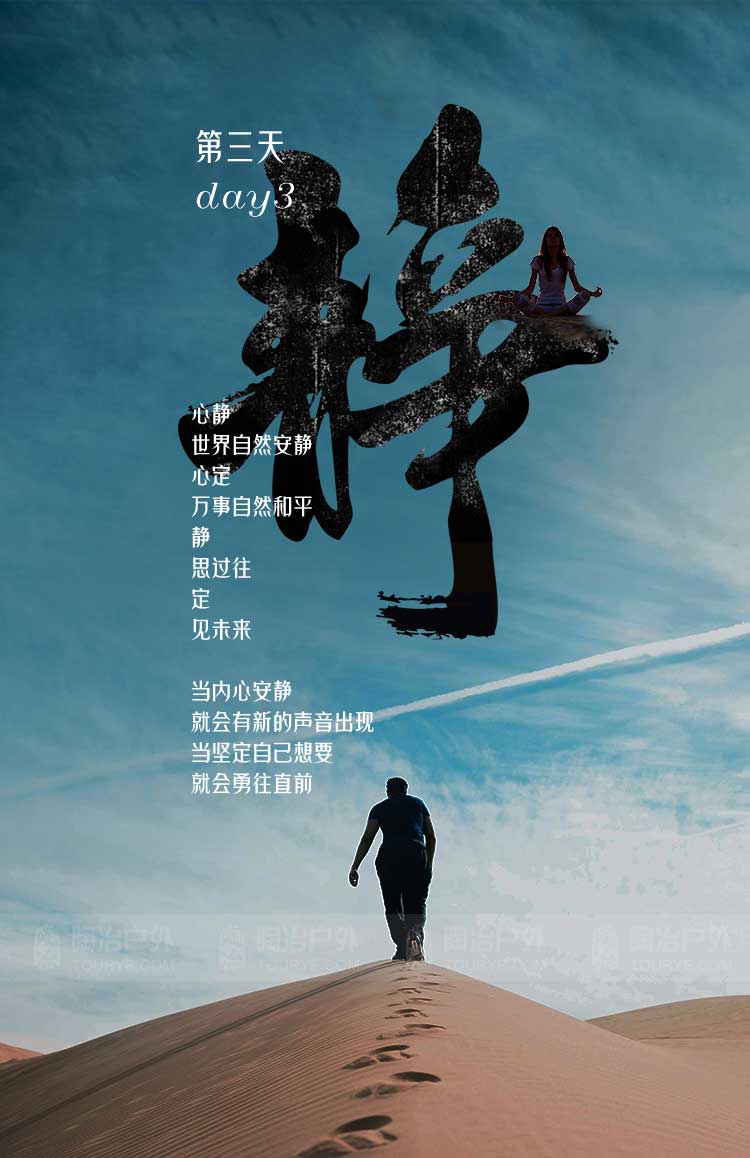 第三天
day3
静
心静
世界自然安静
心定
万事自然和平
静
思过往
定
见未来
当内心安静
就会有新的声音出现
当坚定自己想要
就会勇往直前